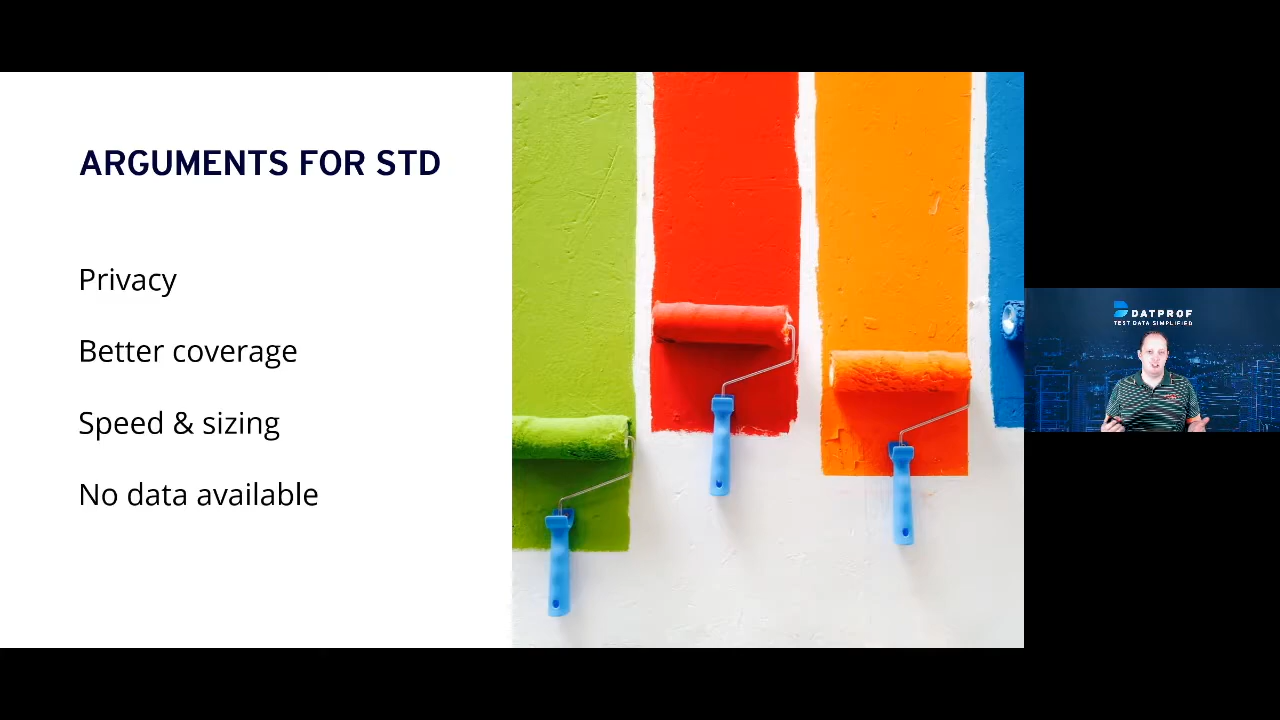 ARGUMENTS FOR STD
Privacy
Better coverage
Speed & sizing
No data available
DATPROF
TEST DATA SIMPLIFIED